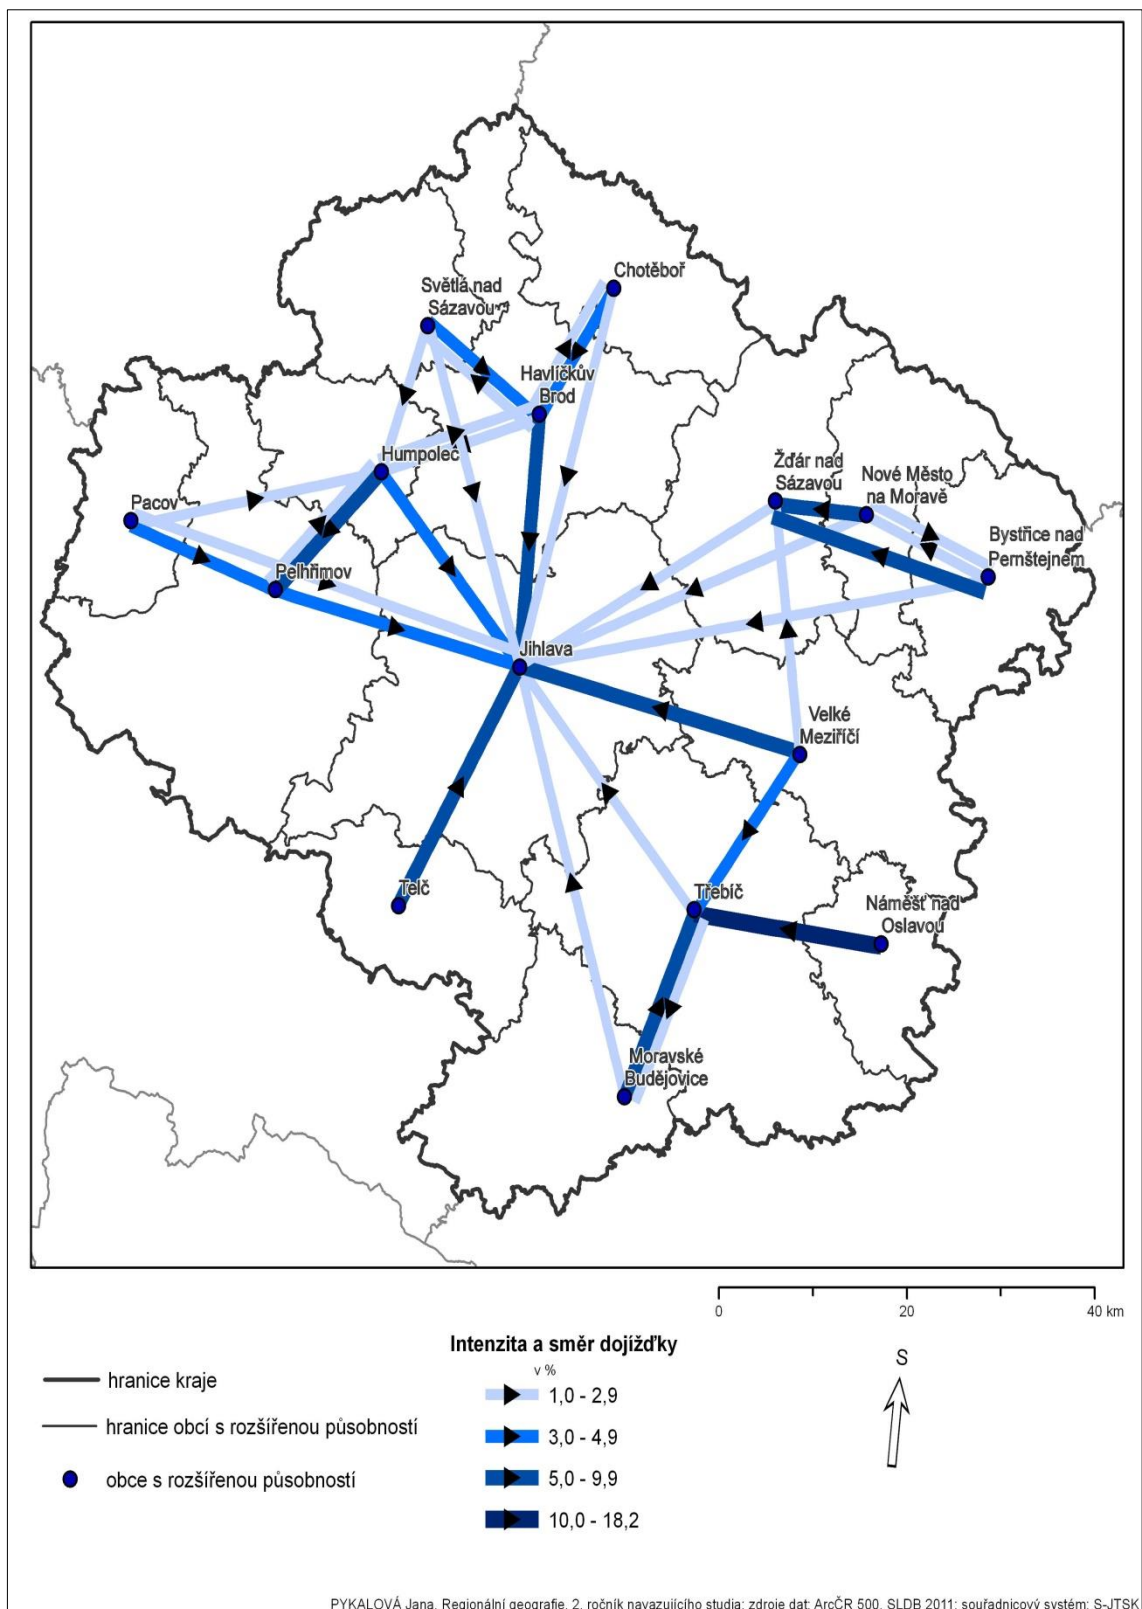 Chotěboř
Světlá nad
Sázavou
Havlíčkův
Brod
Humpolec
Žďár nad
Sázavou
Nové Město
na Moravě
Pacov
Bystřice nad
Pernštejnem
Pelhřimov
Jihlava
Velké
Meziříčí
Telč
Třebíč
Náměšť nad
Oslavou
Moravské
Budějovice
0 20 40 km
Intenzita a směr dojížďky
v %
S
hranice kraje
1,0 - 2,9
hranice obcí s rozšířenou působností
3,0 - 4,9
obce s rozšířenou působností
5,0 - 9,9
10,0 - 18,2
PYKALOVÁ Jana, Regionální geografie, 2. ročník navazujícího studia; zdroje dat: ArcČR 500, SLDB 2011; souřadnicový systém: S-JTSK